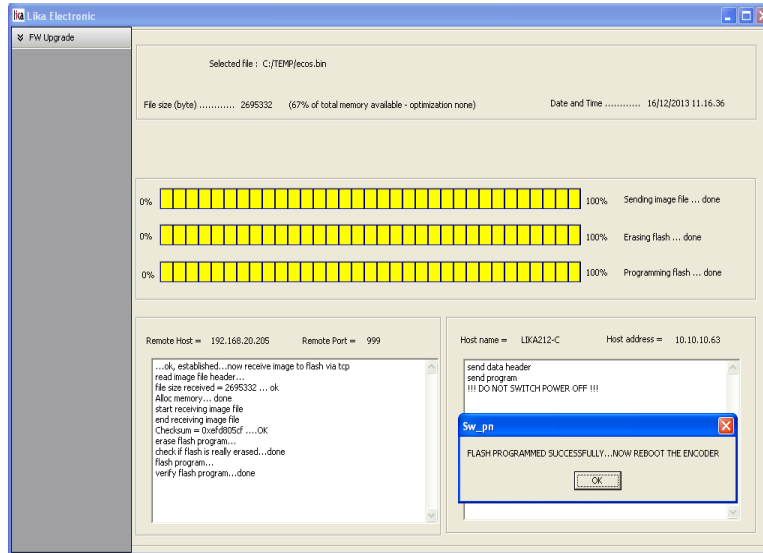 lika Lika Electronic
FW Upgrade
Selected file : C:/TEMP/ecos.bin
File size (byte) ............ 2695332 (67% of total memory available - optimization none) Date and Time ............ 16/12/2013 11.16.36
0% 100% Sending image file ... done
0% 100% Erasing flash ... done
0% 100% Programming flash ... done
Remote Host = 192.168.20.205 Remote Port = 999
...ok, established...now receive image to flash via tcp
read image file header...
file size received = 2695332 ... ok
Alloc memory... done
start receiving image file
end receiving image file
Checksum = 0xefd805cf ....OK
erase flash program...
check if flash is really erased...done
flash program...
verify flash program...done
Host name = LIKA212-C Host address = 10.10.10.63
send data header
send program
!!! DO NOT SWITCH POWER OFF !!!
Sw_pn
FLASH PROGRAMMED SUCCESSFULLY...NOW REBOOT THE ENCODER
OK